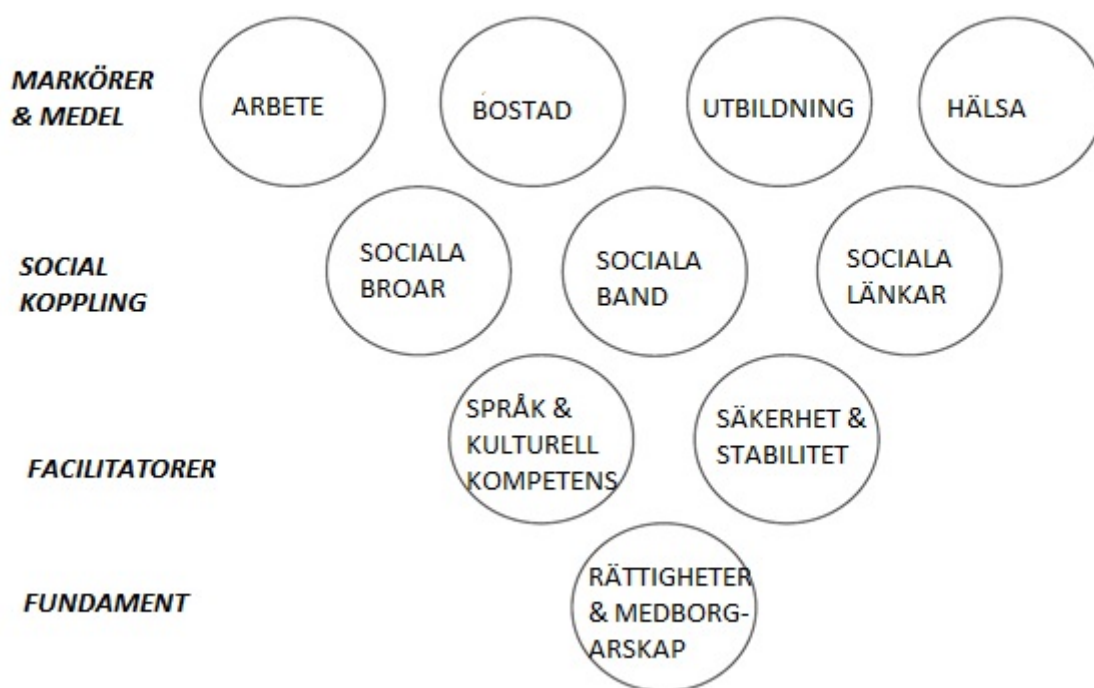 MARKÖRER
& MEDEL
ARBETE
BOSTAD
UTBILDNING
HÄLSA
SOCIAL
KOPPLING
SOCIALA
BROAR
SOCIALA
BAND
SOCIALA
LÄNKAR
FACILITATORER
SPRÅK &
KULTURELL
KOMPETENS
SÄKERHET &
STABILITET
FUNDAMENT
RÄTTIGHETER
& MEDBORG-
ARSKAP